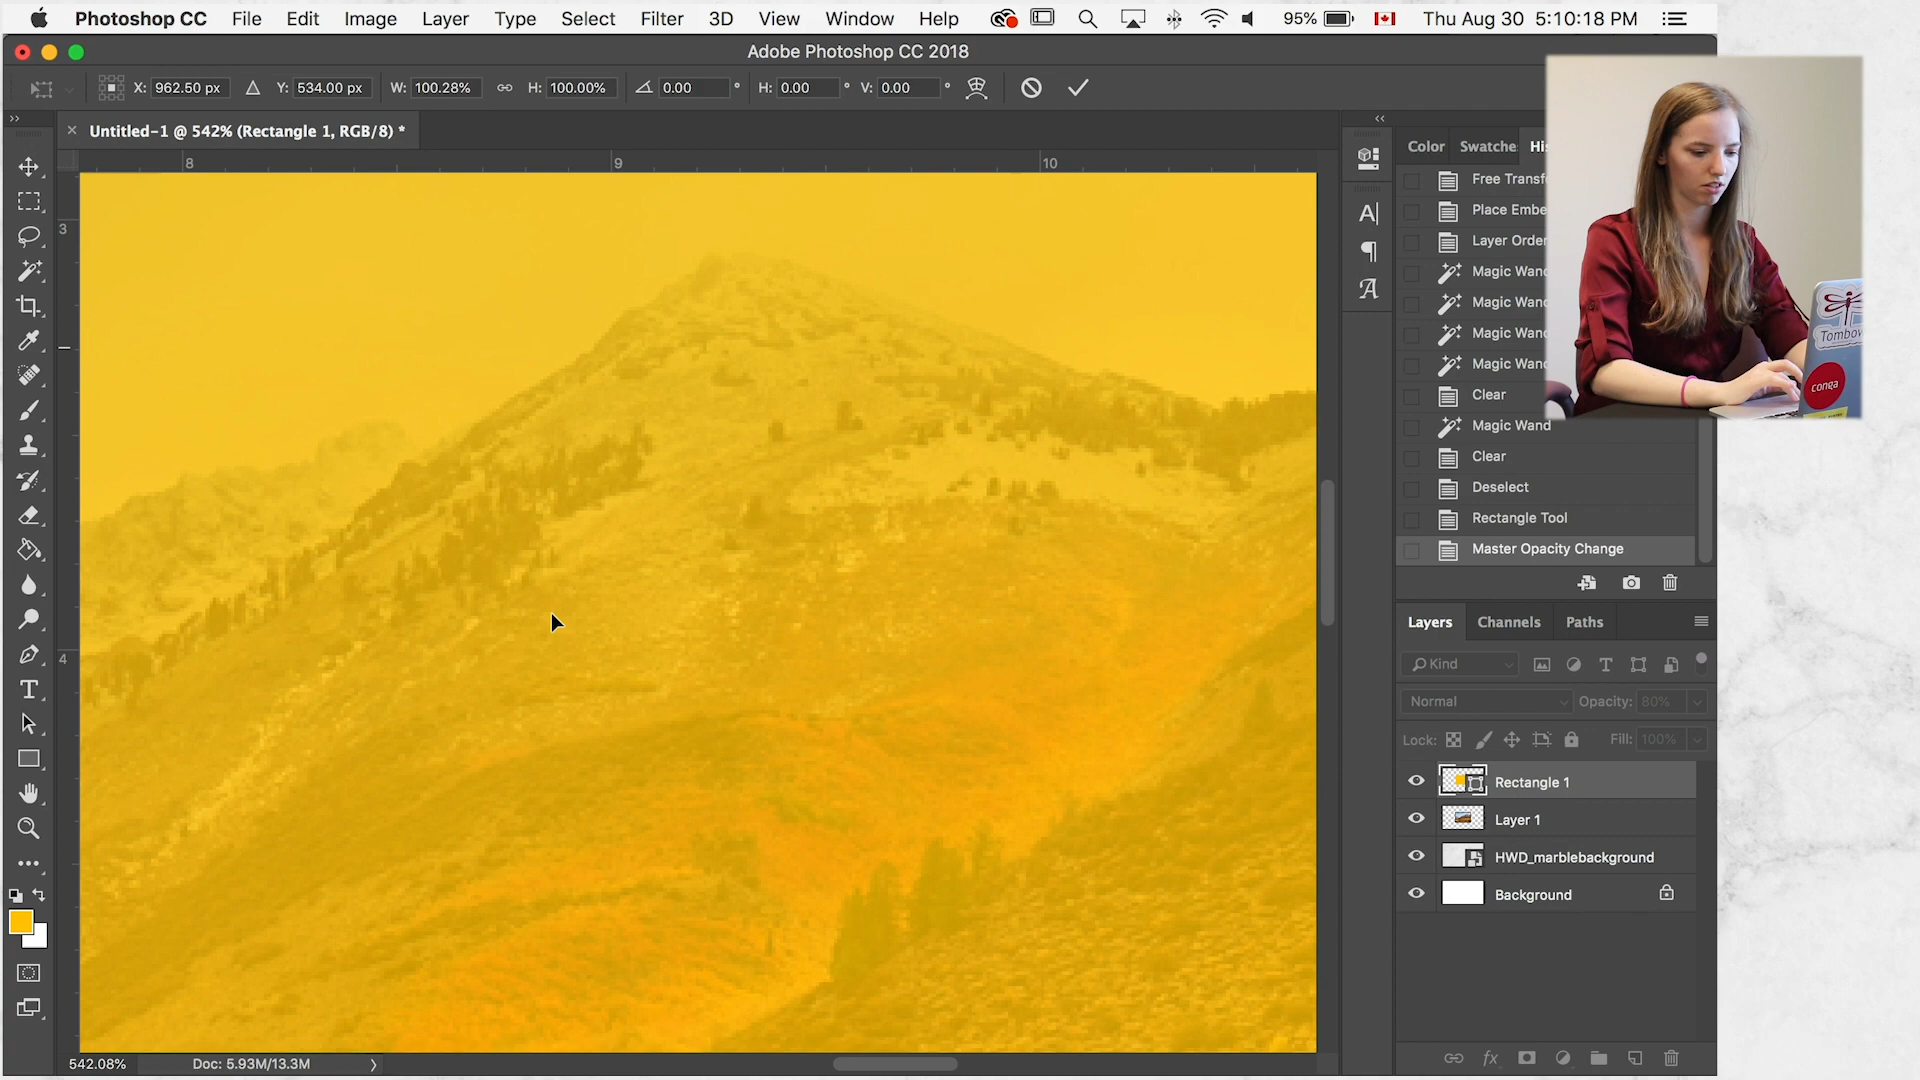 Photoshop CC File Edit Image Layer Type Select Filter 3D View Window Help 95% Thu Aug 30 5:10:18 PM
Adobe Photoshop CC 2018
X: 962.50 px Y: 534.00 px W: 100.28% H: 100.00% 0.00 ° H: 0.00 ° V: 0.00 °
Untitled-1 @ 542% (Rectangle 1, RGB/8) *
Color Swatches His
8 9 10
3
4
Free Transf
Place Embe
Layer Order
Magic Wand
Magic Wand
Magic Wand
Magic Wand
Clear
Magic Wand
Clear
Deselect
Rectangle Tool
Master Opacity Change
Tombow
conga
Layers Channels Paths
Kind
Normal Opacity: 80%
Lock: Fill: 100%
Rectangle 1
Layer 1
HWD_marblebackground
Background
fx
542.08% Doc: 5.93M/13.3M